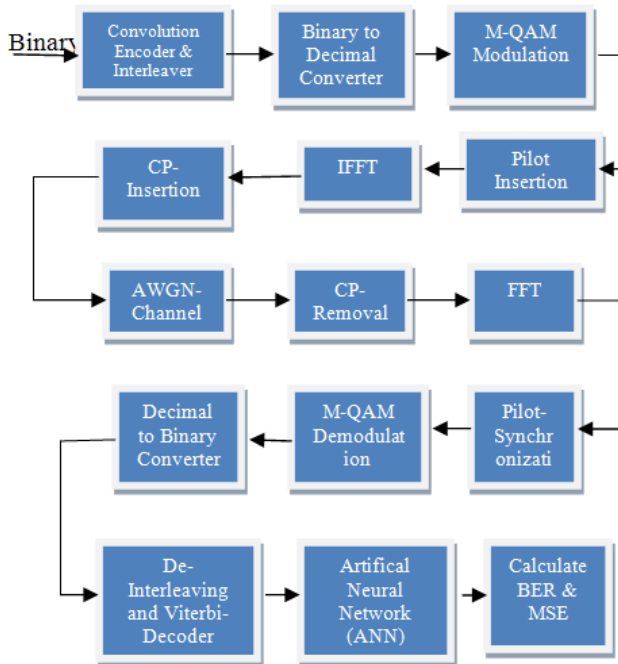 Binary
Convolution
Encoder &
Interleaver
Binary to
Decimal
Converter
M-QAM
Modulation
CP-
Insertion
IFFT
Pilot
Insertion
AWGN-
Channel
CP-
Removal
FFT
Decimal
to Binary
Converter
M-QAM
Demodulat
ion
Pilot-
Synchr
onizati
De-
Interleaving
and Viterbi-
Decoder
Artifical
Neural
Network
(ANN)
Calculate
BER &
MSE